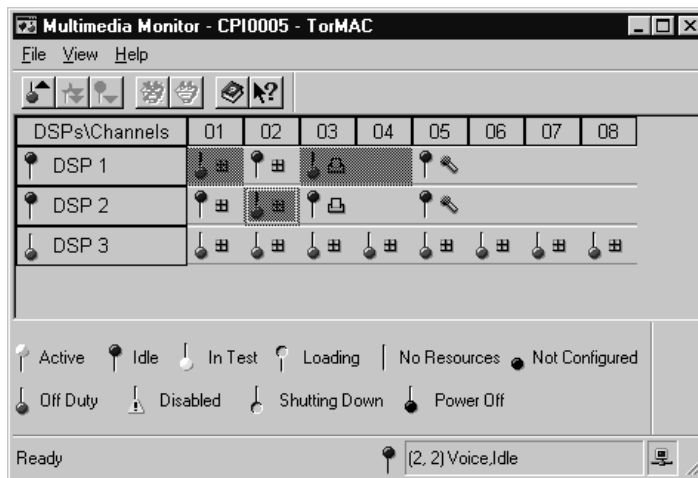 Multimedia Monitor - CPI0005 - TorMAC
File View Help
DSPs\Channels 01 02 03 04 05 06 07 08
DSP 1
DSP 2
DSP 3
Active Idle In Test Loading No Resources Not Configured
Off Duty Disabled Shutting Down Power Off
Ready (2, 2) Voice,Idle